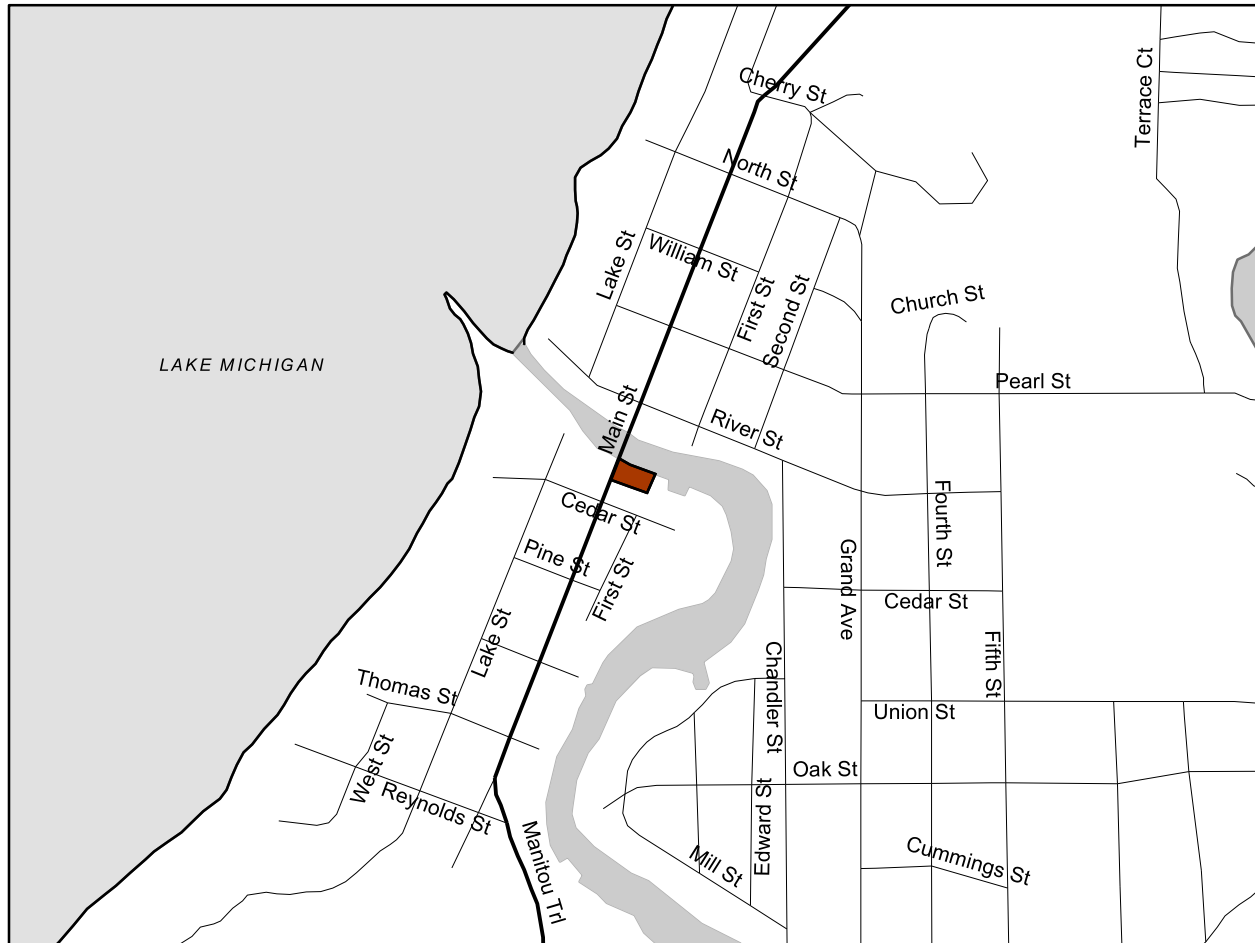 Terrace Ct
Cherry St
North St
Lake St
William St
First St
Second St
Church St
LAKE MICHIGAN
Pearl St
Main St
River St
Cedar St
Fourth St
Pine St
First St
Grand Ave
Cedar St
Lake St
Fifth St
Chandler St
Thomas St
Union St
West St
Oak St
Reynolds St
Edward St
Manitou Trl
Mill St
Cummings St